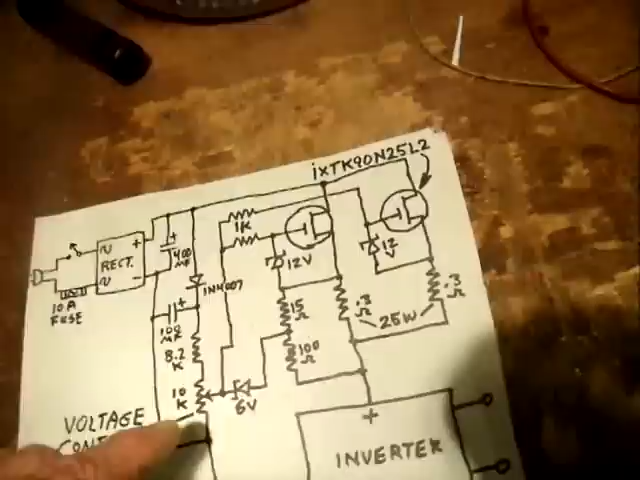 ixTK90N25L2
1K
+
~
RECT.
~
-
+
400
MF
12V
12
V
10 A
FUSE
1N4007
+
100
MF
15
Ω
.3
Ω
.3
Ω
25W
8.2
K
100
Ω
10
K
6V
VOLTAGE
+
INVERTER